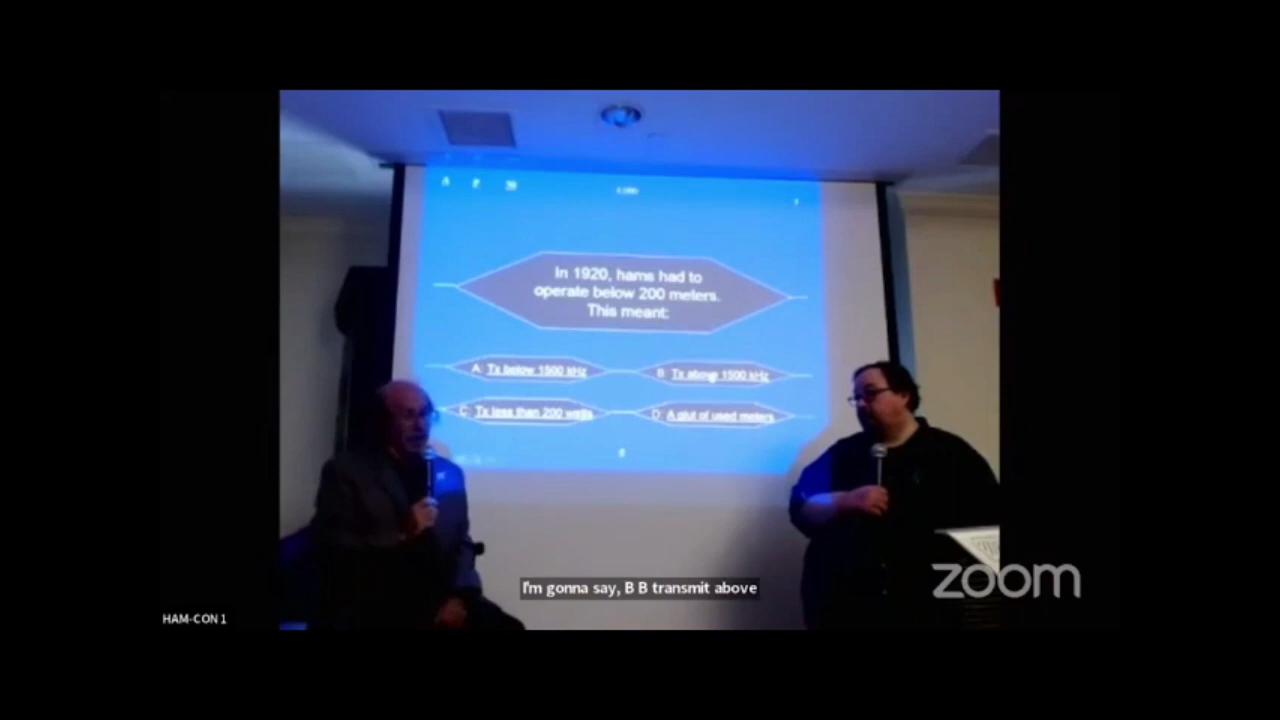 In 1920, hams had to
operate below 200 meters.
This meant:
A: Tx below 1500 kHz
B: Tx above 1500 kHz
C: Tx less than 200 watts
D: A glut of used meters
I'm gonna say, B B transmit above
zoom
HAM-CON 1